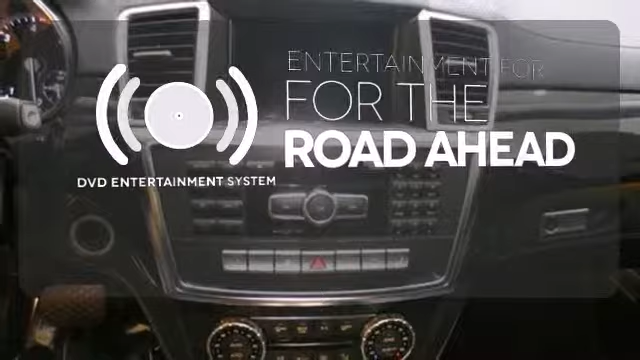 ENTERTAINMENT FOR
FOR THE
ROAD AHEAD
DVD ENTERTAINMENT SYSTEM